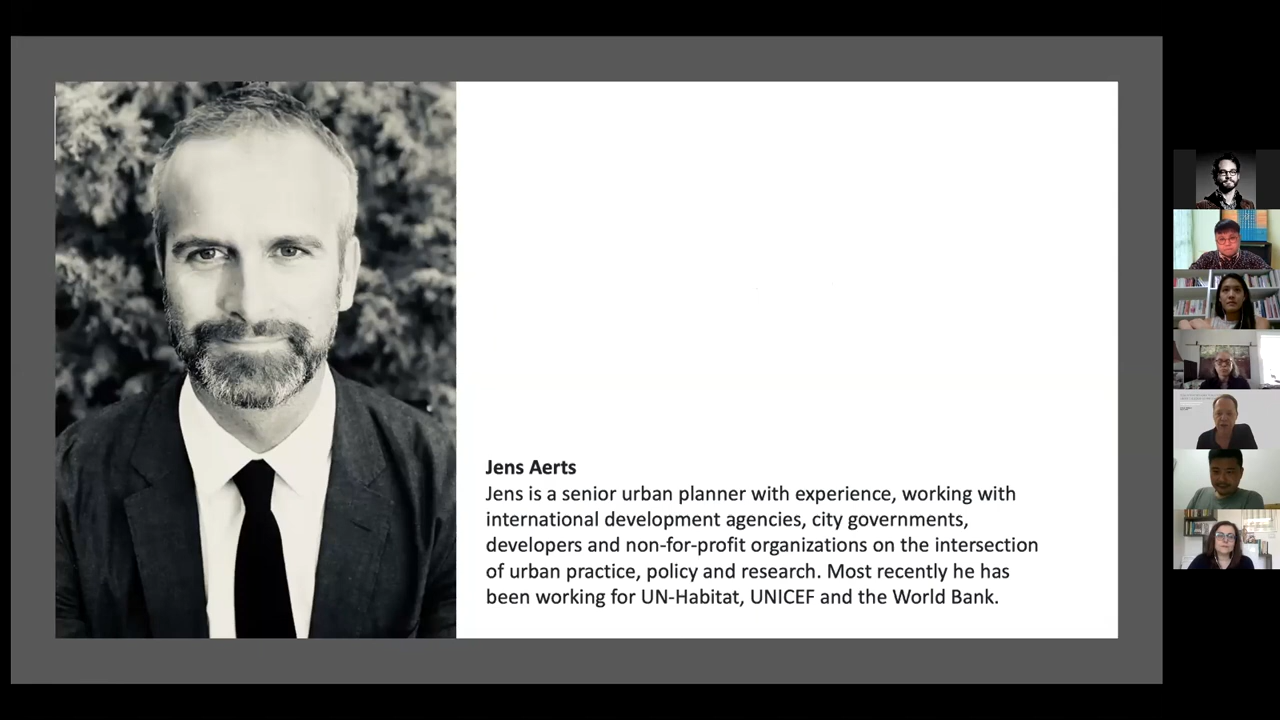 Jens Aerts
Jens is a senior urban planner with experience, working with
international development agencies, city governments,
developers and non-for-profit organizations on the intersection
of urban practice, policy and research. Most recently he has
been working for UN-Habitat, UNICEF and the World Bank.